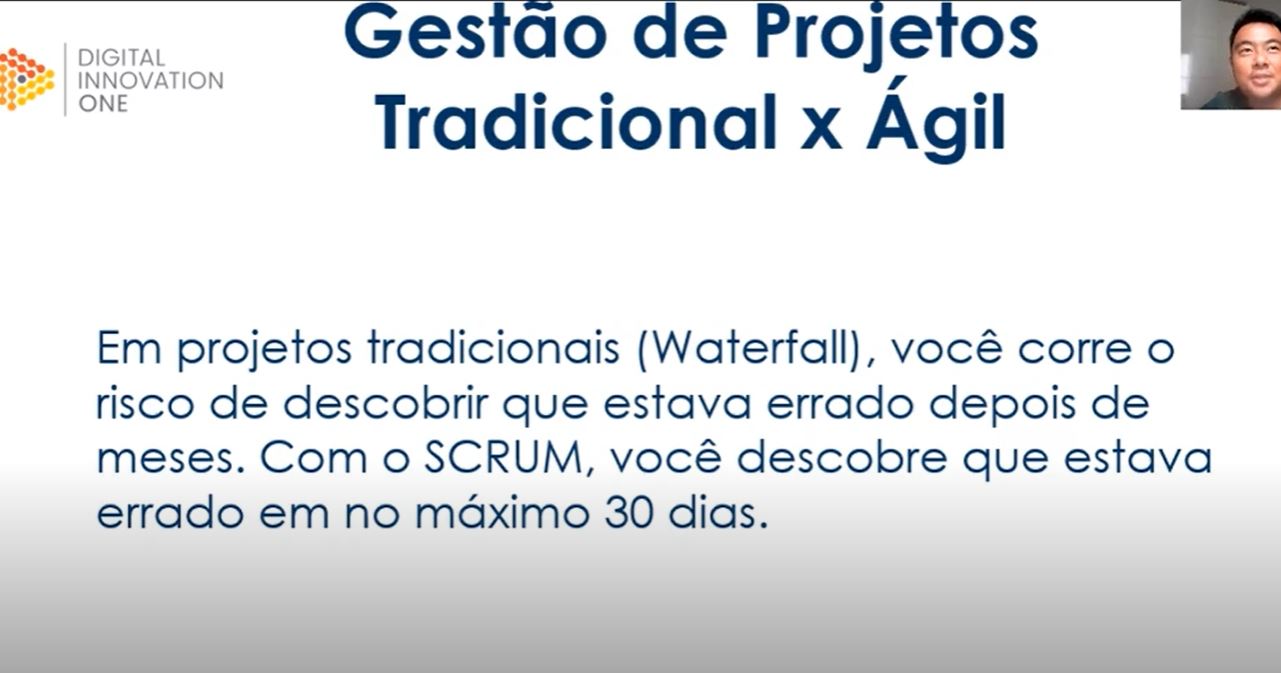 Gestão de Projetos
Tradicional x Ágil
DIGITAL
INNOVATION
ONE
Em projetos tradicionais (Waterfall), você corre o
risco de descobrir que estava errado depois de
meses. Com o SCRUM, você descobre que estava
errado em no máximo 30 dias.